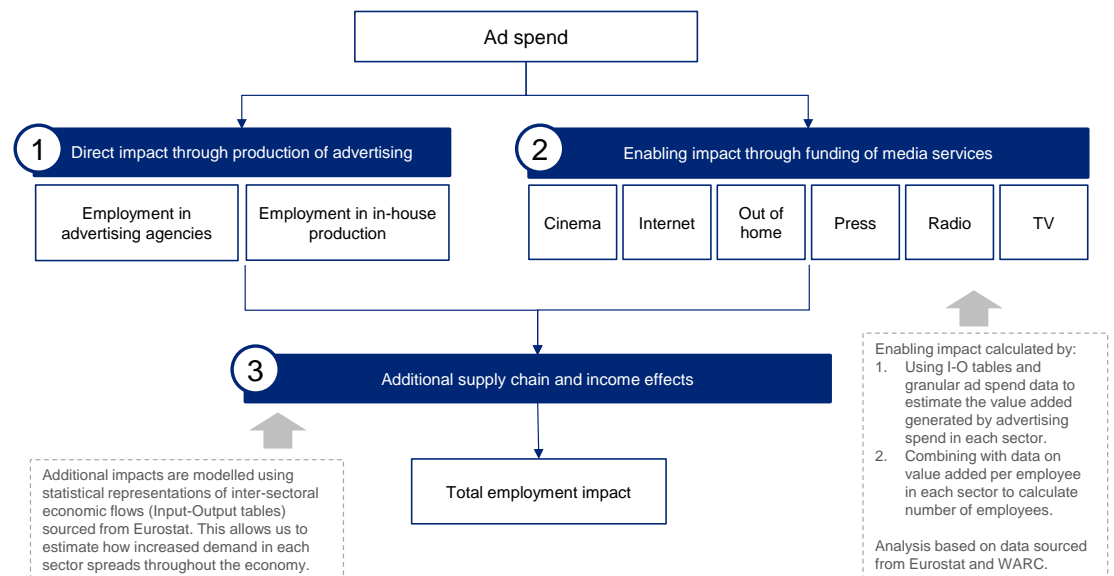 Ad spend
1
Direct impact through production of advertising
2
Enabling impact through funding of media services
Employment in
advertising agencies
Employment in in-house
production
Cinema
Internet
Out of
home
Press
Radio
TV
3
Additional supply chain and income effects
Enabling impact calculated by:
1. Using I-O tables and
granular ad spend data to
estimate the value added
generated by advertising
spend in each sector.
2. Combining with data on
value added per employee
in each sector to calculate
number of employees.
Analysis based on data sourced
from Eurostat and WARC.
Additional impacts are modelled using
statistical representations of inter-sectoral
economic flows (Input-Output tables)
sourced from Eurostat. This allows us to
estimate how increased demand in each
sector spreads throughout the economy.
Total employment impact